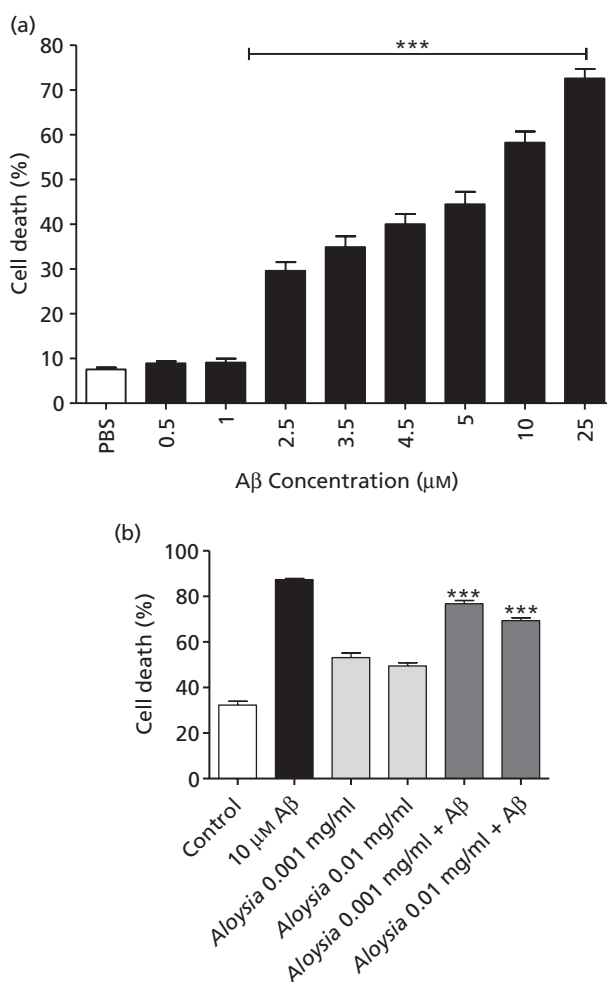 (a)
80
70
60
50
40
30
20
10
0
Cell death (%)
***
PBS
0.5
1
2.5
3.5
4.5
5
10
25
Aβ Concentration (μM)
(b)
100
80
60
40
20
0
Cell death (%)
***
***
Control
10 μM Aβ
Aloysia 0.001 mg/ml
Aloysia 0.01 mg/ml
Aloysia 0.001 mg/ml + Aβ
Aloysia 0.01 mg/ml + Aβ